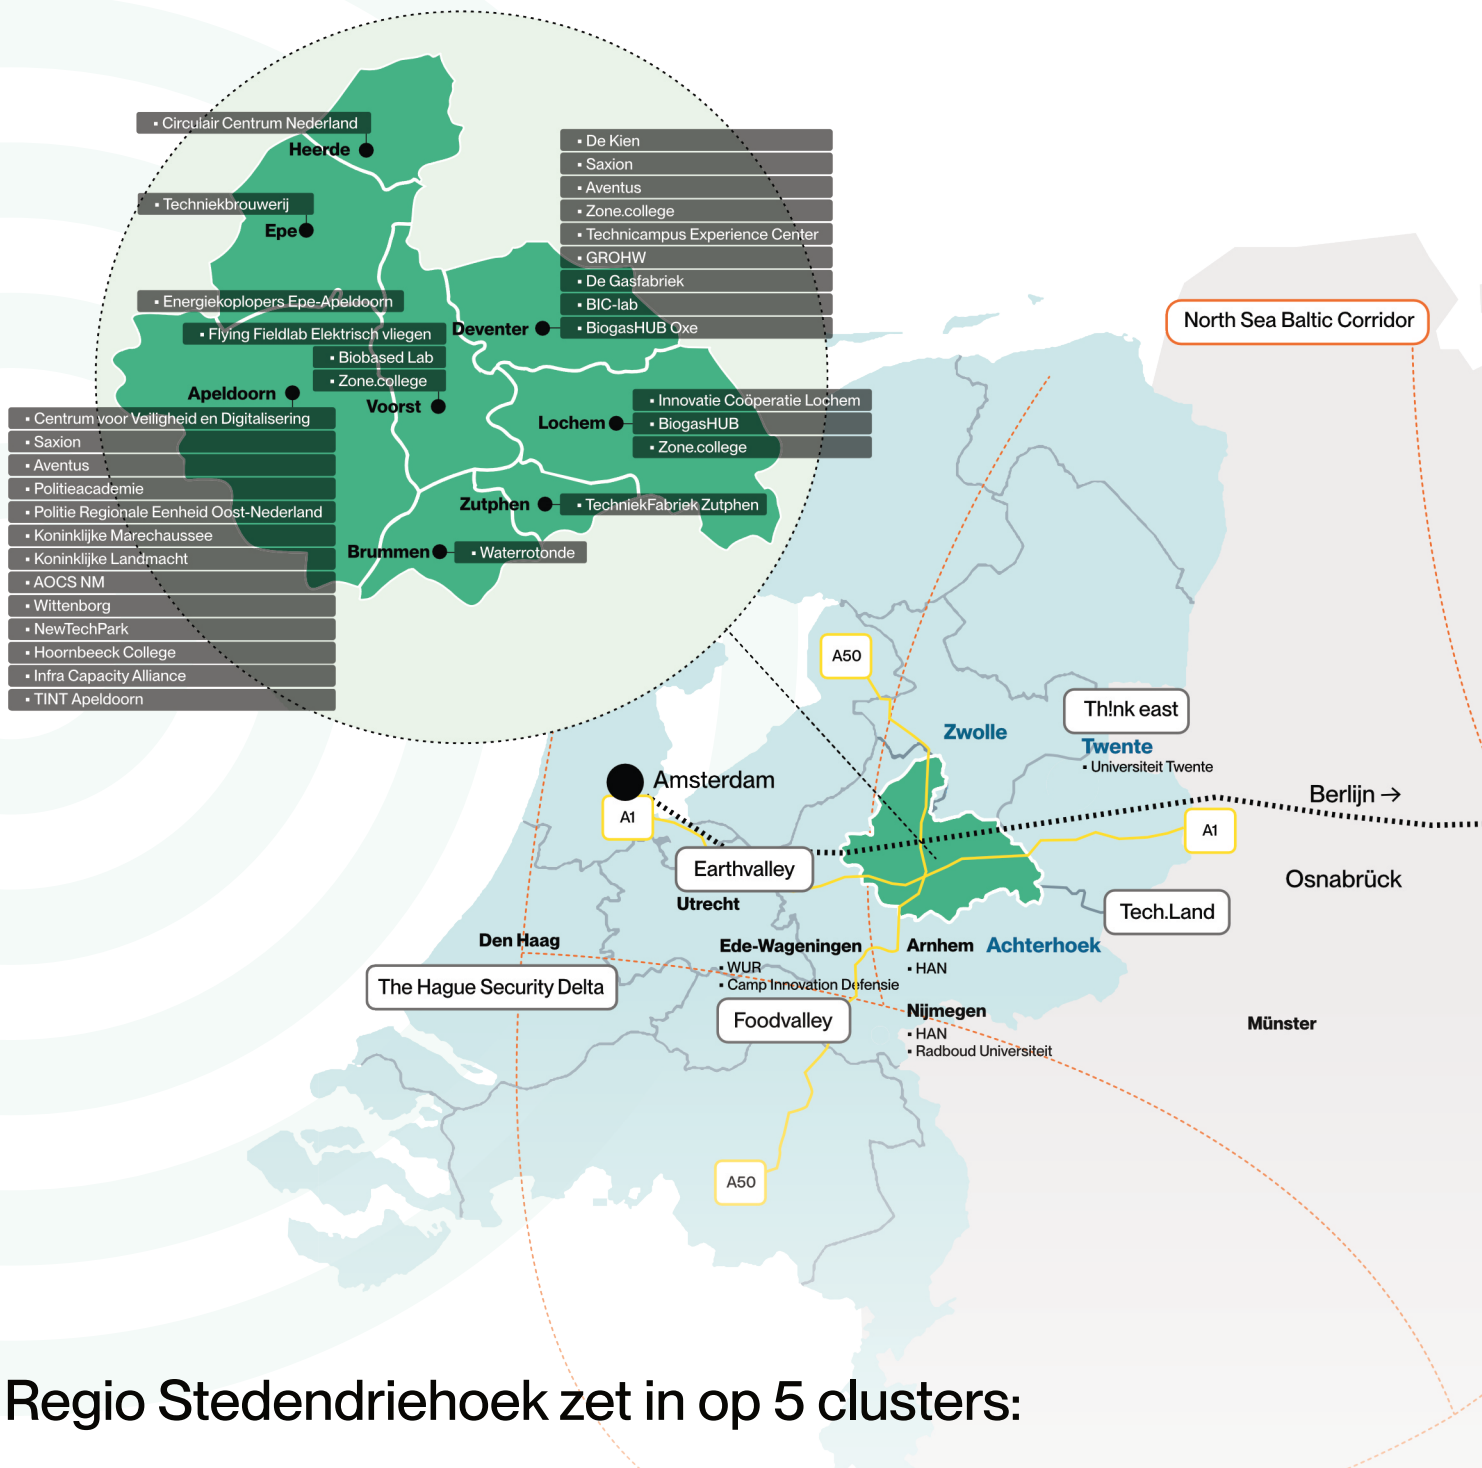 ▪ Circulair Centrum Nederland
Heerde
▪ Techniekbrouwerij
Epe
▪ Energiekoplopers Epe-Apeldoorn
▪ Flying Fieldlab Elektrisch vliegen
▪ Biobased Lab
▪ Zone.college
Voorst
Apeldoorn
▪ Centrum voor Veiligheid en Digitalisering
▪ Saxion
▪ Aventus
▪ Politieacademie
▪ Politie Regionale Eenheid Oost-Nederland
▪ Koninklijke Marechaussee
▪ Koninklijke Landmacht
▪ AOCS NM
▪ Wittenborg
▪ NewTechPark
▪ Hoornbeeck College
▪ Infra Capacity Alliance
▪ TINT Apeldoorn
▪ De Kien
▪ Saxion
▪ Aventus
▪ Zone.college
▪ Technicampus Experience Center
▪ GROHW
▪ De Gasfabriek
▪ BIC-lab
▪ BiogasHUB Oxe
Deventer
Lochem
▪ Innovatie Coöperatie Lochem
▪ BiogasHUB
▪ Zone.college
Zutphen
▪ TechniekFabriek Zutphen
Brummen
▪ Waterrotonde
North Sea Baltic Corridor
A50
Th!nk east
Zwolle
Twente
▪ Universiteit Twente
Amsterdam
A1
Berlijn →
A1
Earthvalley
Utrecht
Osnabrück
Tech.Land
Den Haag
The Hague Security Delta
Ede-Wageningen
▪ WUR
▪ Camp Innovation Defensie
Foodvalley
Arnhem
▪ HAN
Achterhoek
Nijmegen
▪ HAN
▪ Radboud Universiteit
Münster
A50
Regio Stedendriehoek zet in op 5 clusters: